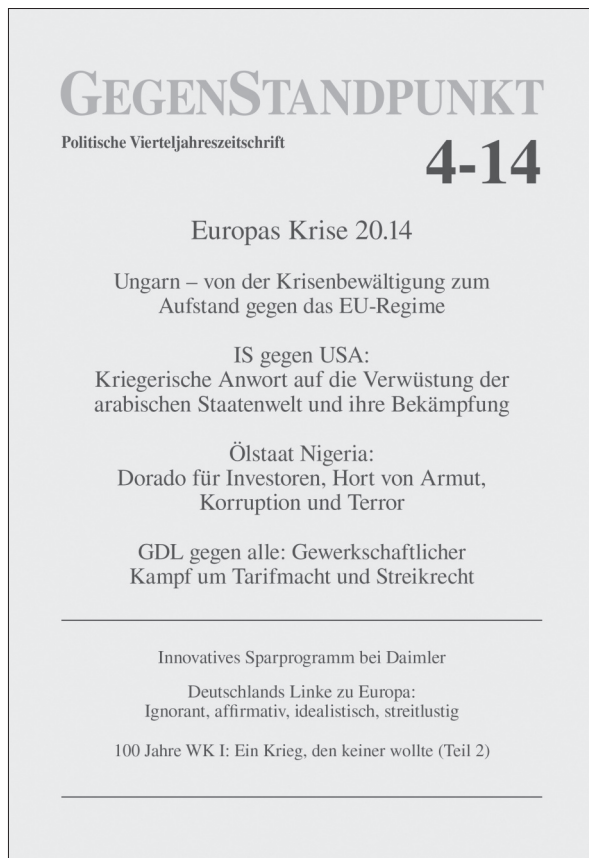 GEGENSTANDPUNKT
Politische Vierteljahreszeitschrift
4-14
Europas Krise 20.14
Ungarn – von der Krisenbewältigung zum
Aufstand gegen das EU-Regime
IS gegen USA:
Kriegerische Anwort auf die Verwüstung der
arabischen Staatenwelt und ihre Bekämpfung
Ölstaat Nigeria:
Dorado für Investoren, Hort von Armut,
Korruption und Terror
GDL gegen alle: Gewerkschaftlicher
Kampf um Tarifmacht und Streikrecht
Innovatives Sparprogramm bei Daimler
Deutschlands Linke zu Europa:
Ignorant, affirmativ, idealistisch, streitlustig
100 Jahre WK I: Ein Krieg, den keiner wollte (Teil 2)